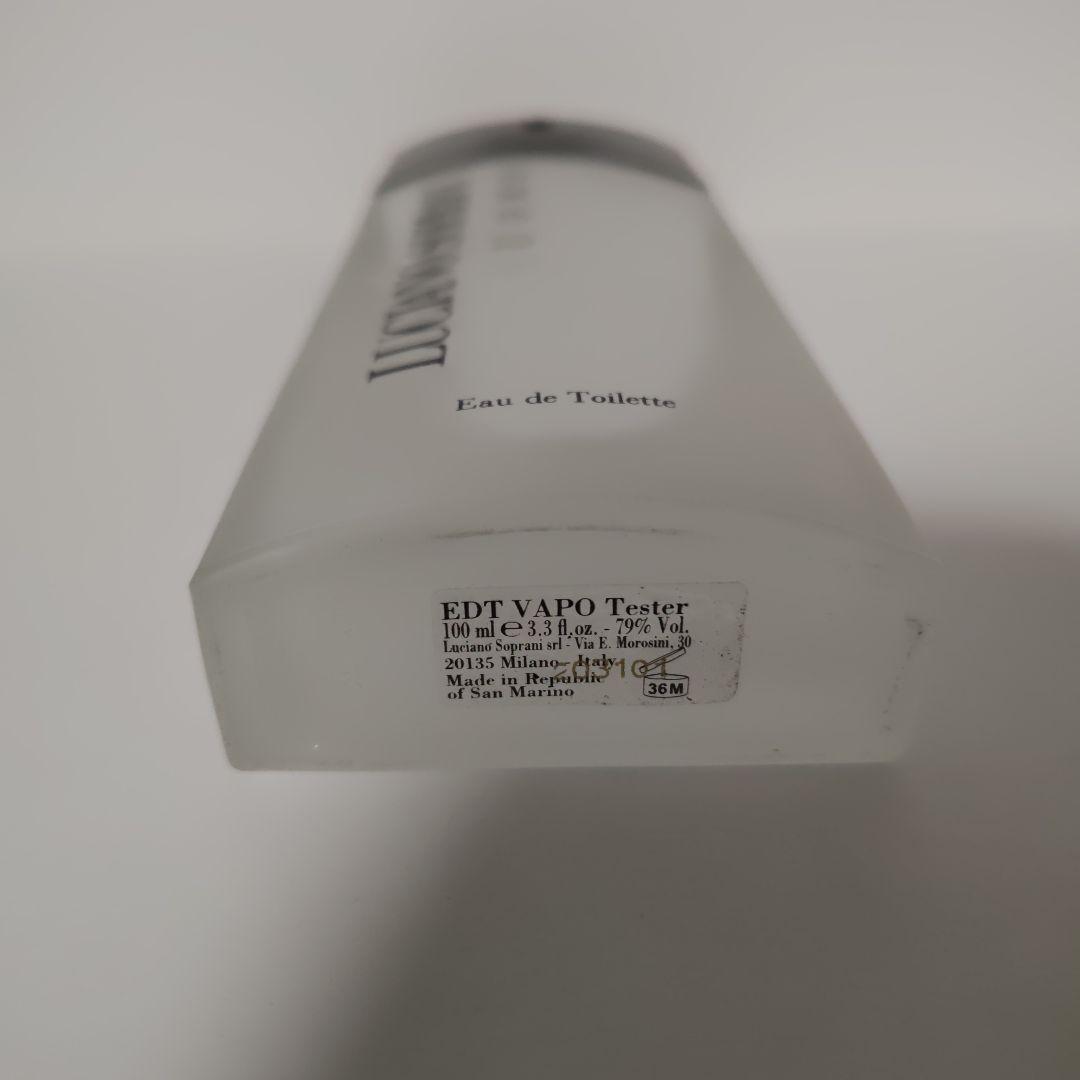 LUCIANO
Eau de Toilette
EDT VAPO Tester
100 ml ℮ 3.3 fl.oz. - 79% Vol.
Luciano Soprani srl - Via E. Morosini, 30
20135 Milano - Italy
Made in Republic
of San Marino
36M